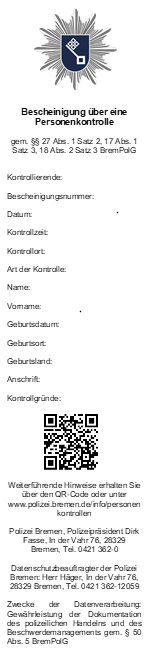 Bescheinigung über eine
Personenkontrolle
gem. §§ 27 Abs. 1 Satz 2, 17 Abs. 1
Satz 3, 18 Abs. 2 Satz 3 BremPolG
Kontrollierende:
Bescheinigungsnummer:
Datum:
Kontrollzeit:
Kontrollort:
Art der Kontrolle:
Name:
Vorname:
Geburtsdatum:
Geburtsort:
Geburtsland:
Anschrift:
Kontrollgründe:
Weiterführende Hinweise erhalten Sie
über den QR-Code oder unter
www.polizei.bremen.de/info/personen
kontrollen
Polizei Bremen, Polizeipräsident Dirk
Fasse, In der Vahr 76, 28329
Bremen, Tel. 0421 362-0
Datenschutzbeauftragter der Polizei
Bremen: Herr Häger, In der Vahr 76,
28329 Bremen, Tel. 0421 362-12059
Zwecke der Datenverarbeitung:
Gewährleistung der Dokumentation
des polizeilichen Handelns und des
Beschwerdemanagements gem. § 50
Abs. 5 BremPolG